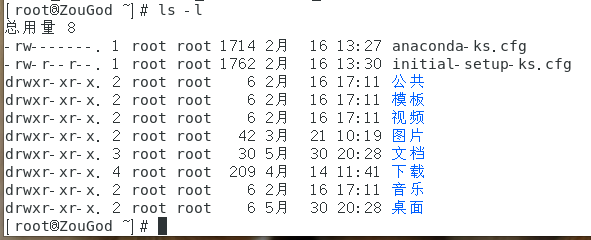 [root@ZouGod ~]# ls -l
总用量 8
-rw-------. 1 root root 1714 2月  16 13:27 anaconda-ks.cfg
-rw-r--r--. 1 root root 1762 2月  16 13:30 initial-setup-ks.cfg
drwxr-xr-x. 2 root root    6 2月  16 17:11 公共
drwxr-xr-x. 2 root root    6 2月  16 17:11 模板
drwxr-xr-x. 2 root root    6 2月  16 17:11 视频
drwxr-xr-x. 2 root root   42 3月  21 10:19 图片
drwxr-xr-x. 3 root root   30 5月  30 20:28 文档
drwxr-xr-x. 4 root root  209 4月  14 11:41 下载
drwxr-xr-x. 2 root root    6 2月  16 17:11 音乐
drwxr-xr-x. 2 root root    6 5月  30 20:28 桌面
[root@ZouGod ~]#